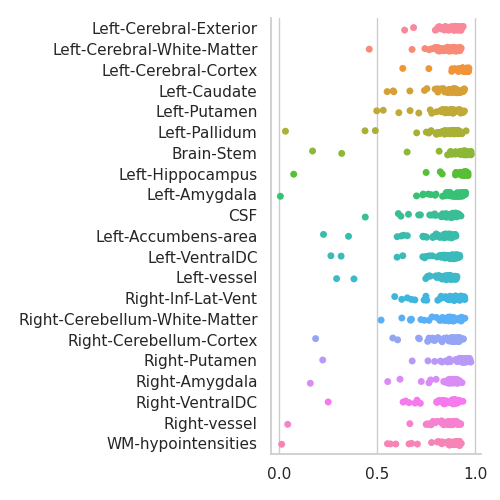 Left-Cerebral-Exterior
Left-Cerebral-White-Matter
Left-Cerebral-Cortex
Left-Caudate
Left-Putamen
Left-Pallidum
Brain-Stem
Left-Hippocampus
Left-Amygdala
CSF
Left-Accumbens-area
Left-VentralDC
Left-vessel
Right-Inf-Lat-Vent
Right-Cerebellum-White-Matter
Right-Cerebellum-Cortex
Right-Putamen
Right-Amygdala
Right-VentralDC
Right-vessel
WM-hypointensities
0.0 0.5 1.0